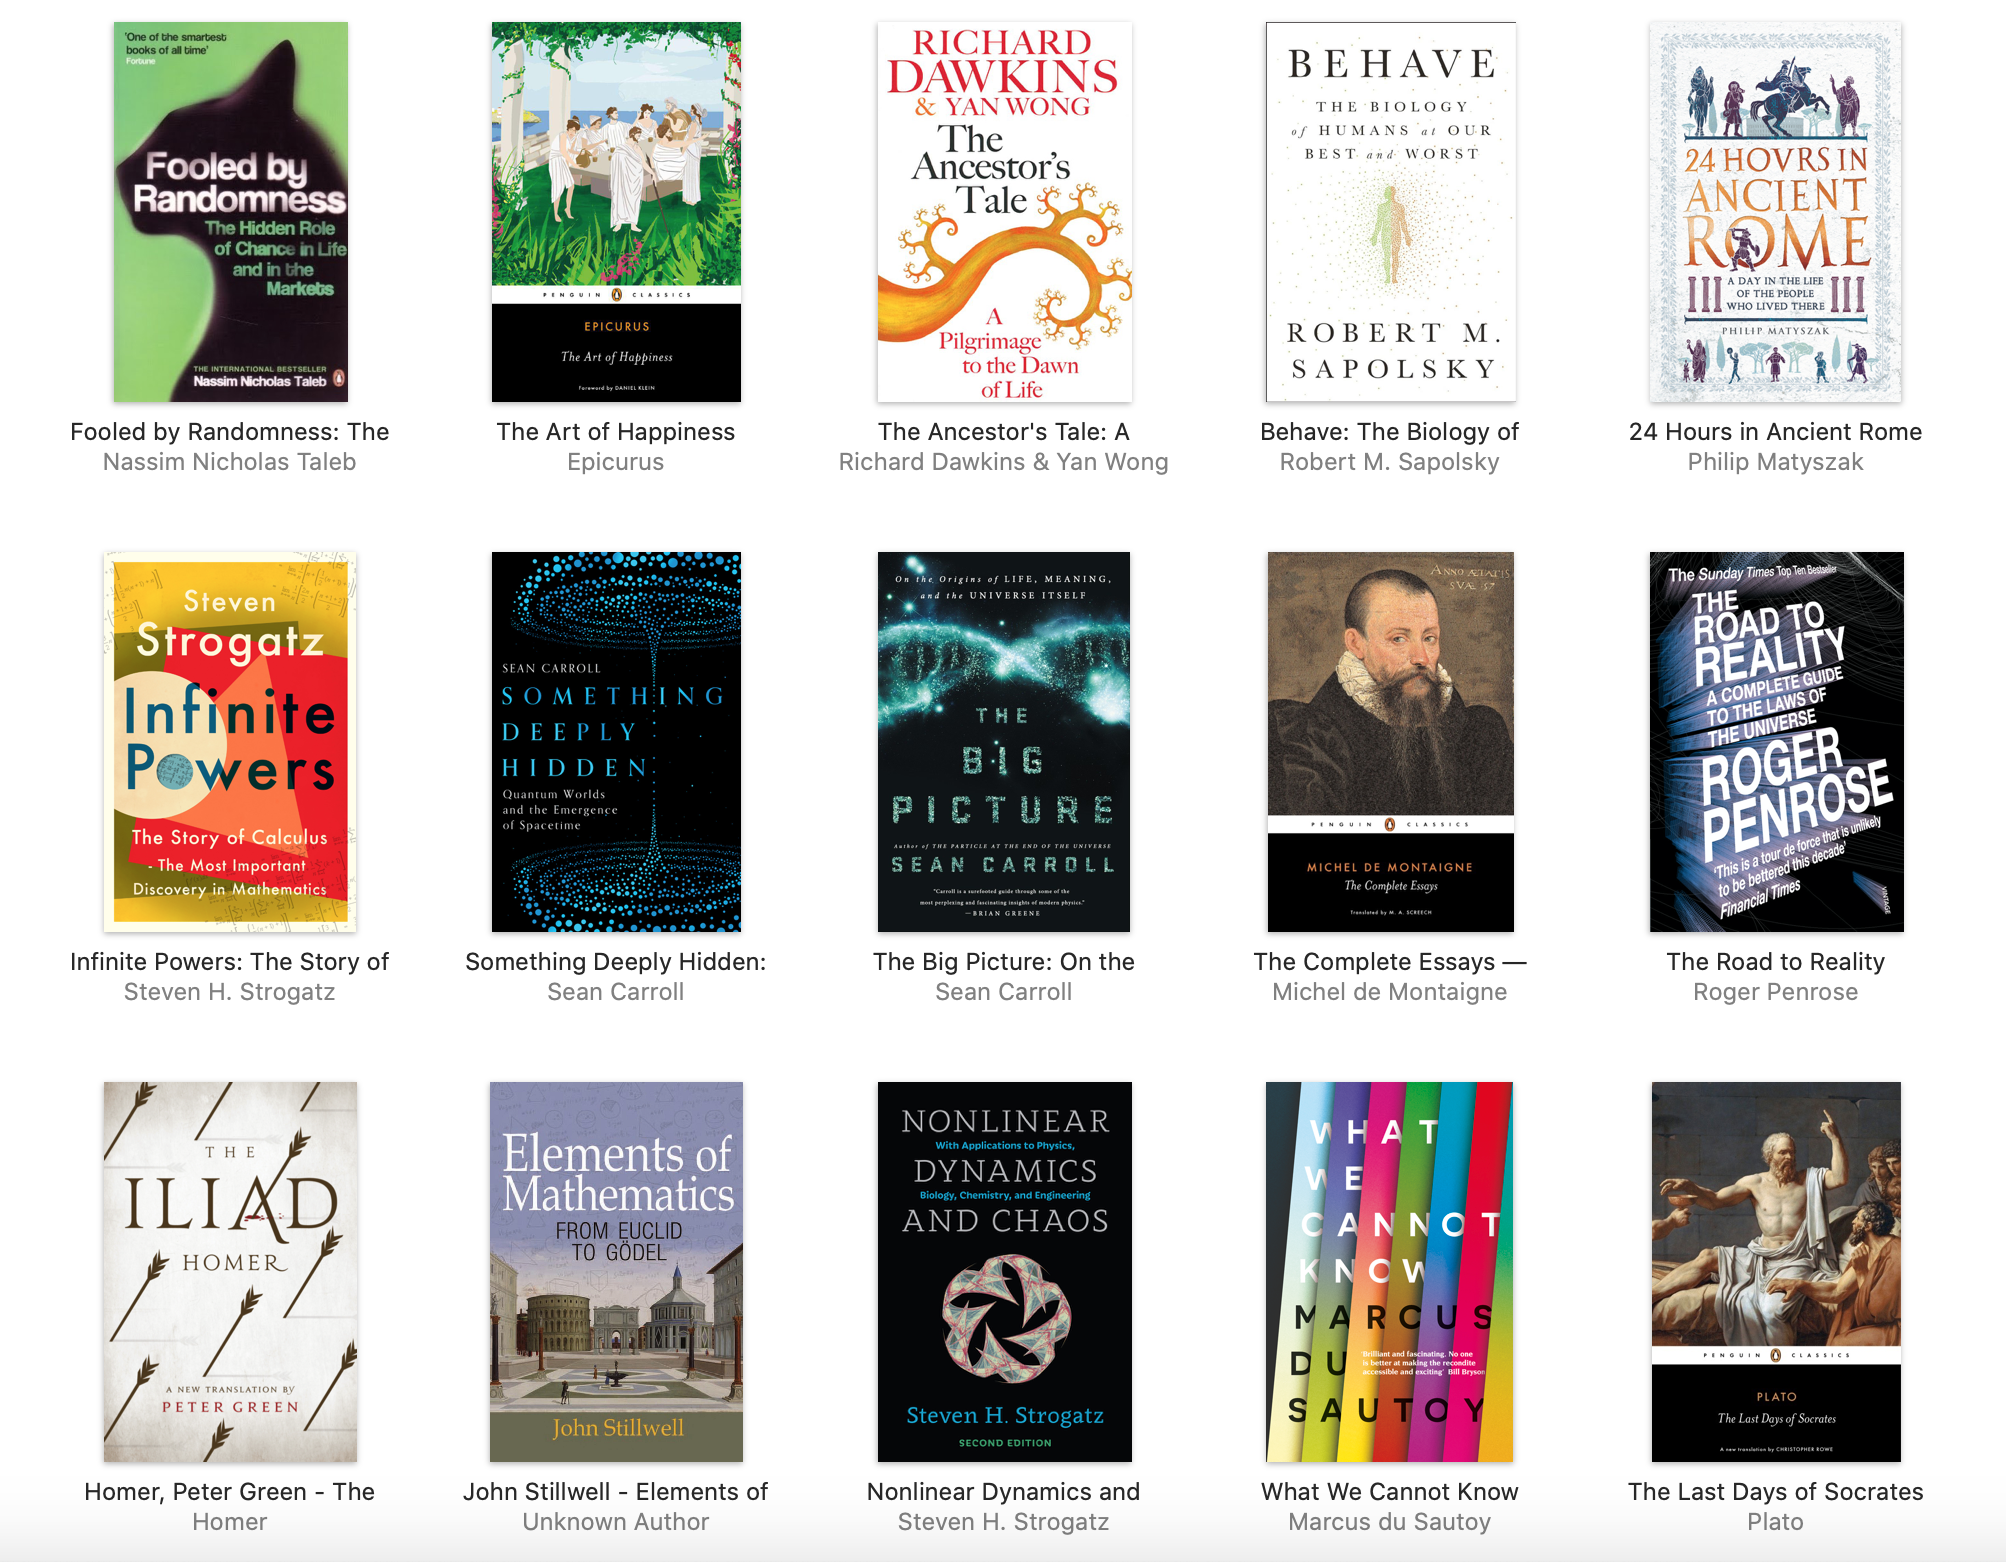 'One of the smartest
books of all time'
Fortune
Fooled by
Randomness
The Hidden Role
of Chance in Life
and in the
Markets
THE INTERNATIONAL BESTSELLER
Nassim Nicholas Taleb
Fooled by Randomness: The
Nassim Nicholas Taleb
PENGUIN CLASSICS
EPICURUS
The Art of Happiness
Foreword by DANIEL KLEIN
The Art of Happiness
Epicurus
RICHARD
DAWKINS
& YAN WONG
The
Ancestor's
Tale
A
Pilgrimage
to the Dawn
of Life
The Ancestor's Tale: A
Richard Dawkins & Yan Wong
BEHAVE
THE BIOLOGY
of HUMANS at OUR
BEST and WORST
ROBERT M.
SAPOLSKY
Behave: The Biology of
Robert M. Sapolsky
24 HOVRS IN
ANCIENT
ROME
A DAY IN THE LIFE
OF THE PEOPLE
WHO LIVED THERE
PHILIP MATYSZAK
24 Hours in Ancient Rome
Philip Matyszak
Steven
Strogatz
Infinite
Powers
The Story of Calculus
- The Most Important
Discovery in Mathematics
Infinite Powers: The Story of
Steven H. Strogatz
SEAN CARROLL
SOMETHING
DEEPLY
HIDDEN
Quantum Worlds
and the Emergence
of Spacetime
Something Deeply Hidden:
Sean Carroll
On the Origins of LIFE, MEANING,
and the UNIVERSE ITSELF
THE
BIG
PICTURE
Author of THE PARTICLE AT THE END OF THE UNIVERSE
SEAN CARROLL
"Carroll is a surefooted guide through some of the
most perplexing and fascinating insights of modern physics."
—BRIAN GREENE
The Big Picture: On the
Sean Carroll
ANNO ÆTATIS
SVÆ 5?
PENGUIN CLASSICS
MICHEL DE MONTAIGNE
The Complete Essays
Translated by M. A. SCREECH
The Complete Essays —
Michel de Montaigne
The Sunday Times Top Ten Bestseller
THE
ROAD TO
REALITY
A COMPLETE GUIDE
TO THE LAWS OF
THE UNIVERSE
ROGER
PENROSE
'This is a tour de force that is unlikely
to be bettered this decade'
Financial Times
VINTAGE
The Road to Reality
Roger Penrose
THE
ILIAD
HOMER
A NEW TRANSLATION BY
PETER GREEN
Homer, Peter Green - The
Homer
Elements of
Mathematics
FROM EUCLID
TO GÖDEL
John Stillwell
John Stillwell - Elements of
Unknown Author
NONLINEAR
With Applications to Physics,
DYNAMICS
Biology, Chemistry, and Engineering
AND CHAOS
Steven H. Strogatz
SECOND EDITION
Nonlinear Dynamics and
Steven H. Strogatz
WHAT
WE
CANNOT
KNOW
MARCUS
DU
'Brilliant and fascinating. No one
is better at making the recondite
accessible and exciting' Bill Bryson
SAUTOY
What We Cannot Know
Marcus du Sautoy
PENGUIN CLASSICS
PLATO
The Last Days of Socrates
A new translation by CHRISTOPHER ROWE
The Last Days of Socrates
Plato